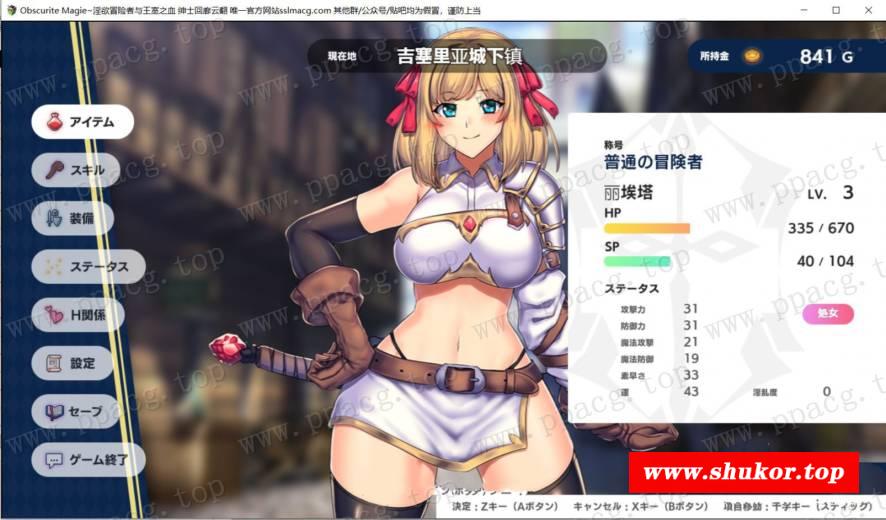 Obscurite Magie~淫欲冒险者与王室之血 绅士回廊云翻 唯一官方网站sslmacg.com 其他群/公众号/贴吧均为假冒，谨防上当
現在地 吉塞里亚城下镇
所持金 841 G
アイテム
スキル
装備
ステータス
H関係
設定
セーブ
ゲーム終了
称号
普通の冒険者
丽埃塔 LV. 3
HP
335 / 670
SP
40 / 104
ステータス
攻撃力 31
防御力 31
魔法攻撃 21
魔法防御 19
素早さ 33
運 43
処女
淫乱度 0
www.shukor.top
決定：Zキー（Aボタン） キャンセル：Xキー（Bボタン）
www.ppacg.top